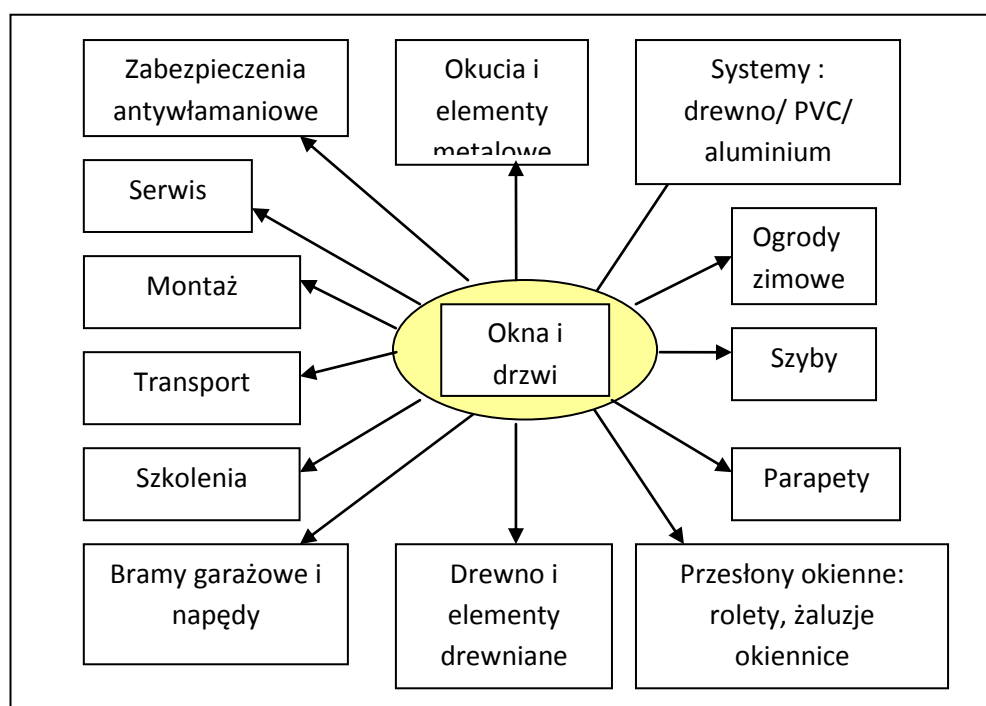 Zabezpieczenia
antywłamaniowe
Okucia i
elementy
metalowe
Systemy :
drewno/ PVC/
aluminium
Serwis
Ogrody
zimowe
Montaż
Okna i
drzwi
Szyby
Transport
Szkolenia
Parapety
Bramy garażowe i
napędy
Drewno i
elementy
drewniane
Przesłony okienne:
rolety, żaluzje
okiennice